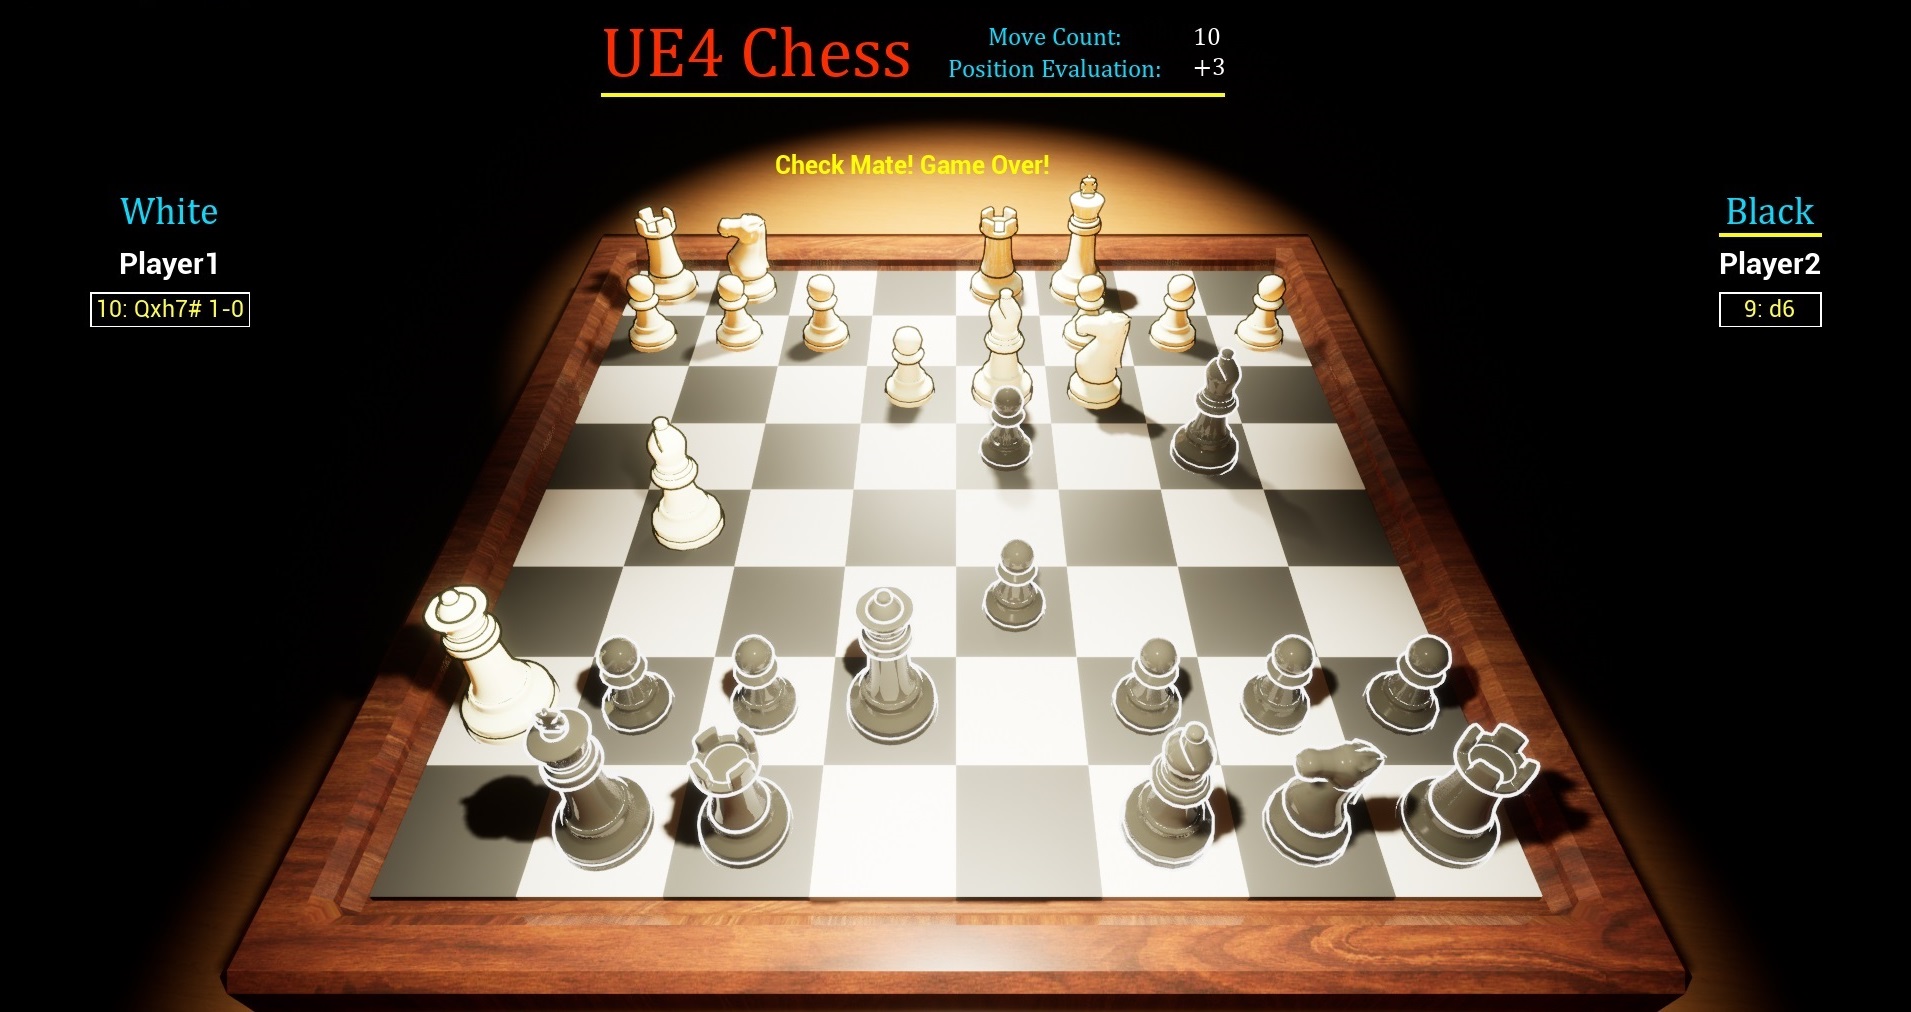 UE4 Chess
Move Count: 10
Position Evaluation: +3
Check Mate! Game Over!
White
Player1
10: Qxh7# 1-0
Black
Player2
9: d6